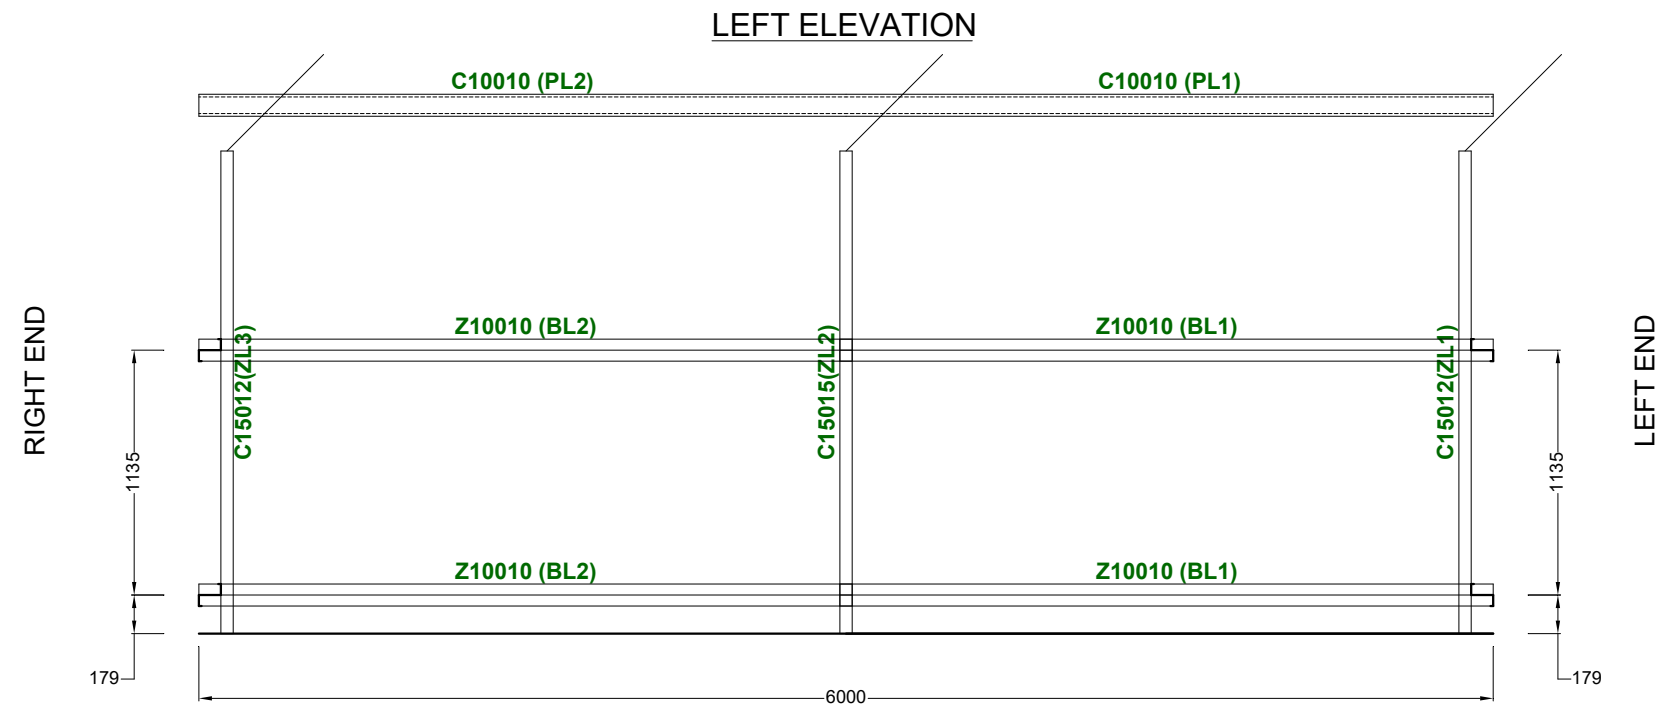 LEFT ELEVATION
C10010 (PL2)
C10010 (PL1)
Z10010 (BL2)
Z10010 (BL1)
RIGHT END
C15012(ZL3)
C15015(ZL2)
C15012(ZL1)
LEFT END
1135
1135
Z10010 (BL2)
Z10010 (BL1)
179
179
6000